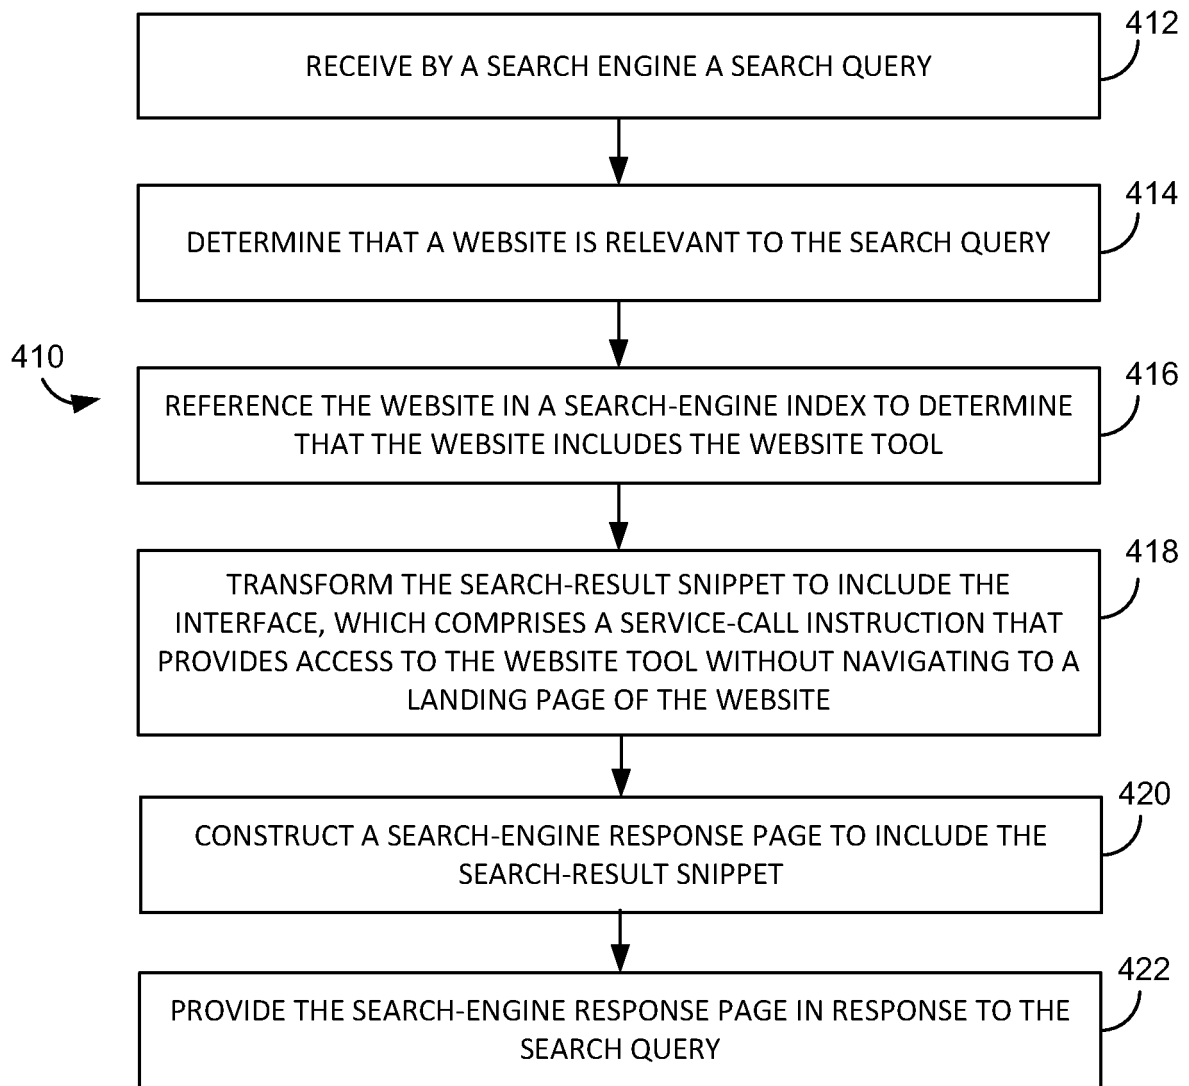 412
RECEIVE BY A SEARCH ENGINE A SEARCH QUERY
414
DETERMINE THAT A WEBSITE IS RELEVANT TO THE SEARCH QUERY
410
416
REFERENCE THE WEBSITE IN A SEARCH-ENGINE INDEX TO DETERMINE
THAT THE WEBSITE INCLUDES THE WEBSITE TOOL
418
TRANSFORM THE SEARCH-RESULT SNIPPET TO INCLUDE THE
INTERFACE, WHICH COMPRISES A SERVICE-CALL INSTRUCTION THAT
PROVIDES ACCESS TO THE WEBSITE TOOL WITHOUT NAVIGATING TO A
LANDING PAGE OF THE WEBSITE
420
CONSTRUCT A SEARCH-ENGINE RESPONSE PAGE TO INCLUDE THE
SEARCH-RESULT SNIPPET
422
PROVIDE THE SEARCH-ENGINE RESPONSE PAGE IN RESPONSE TO THE
SEARCH QUERY